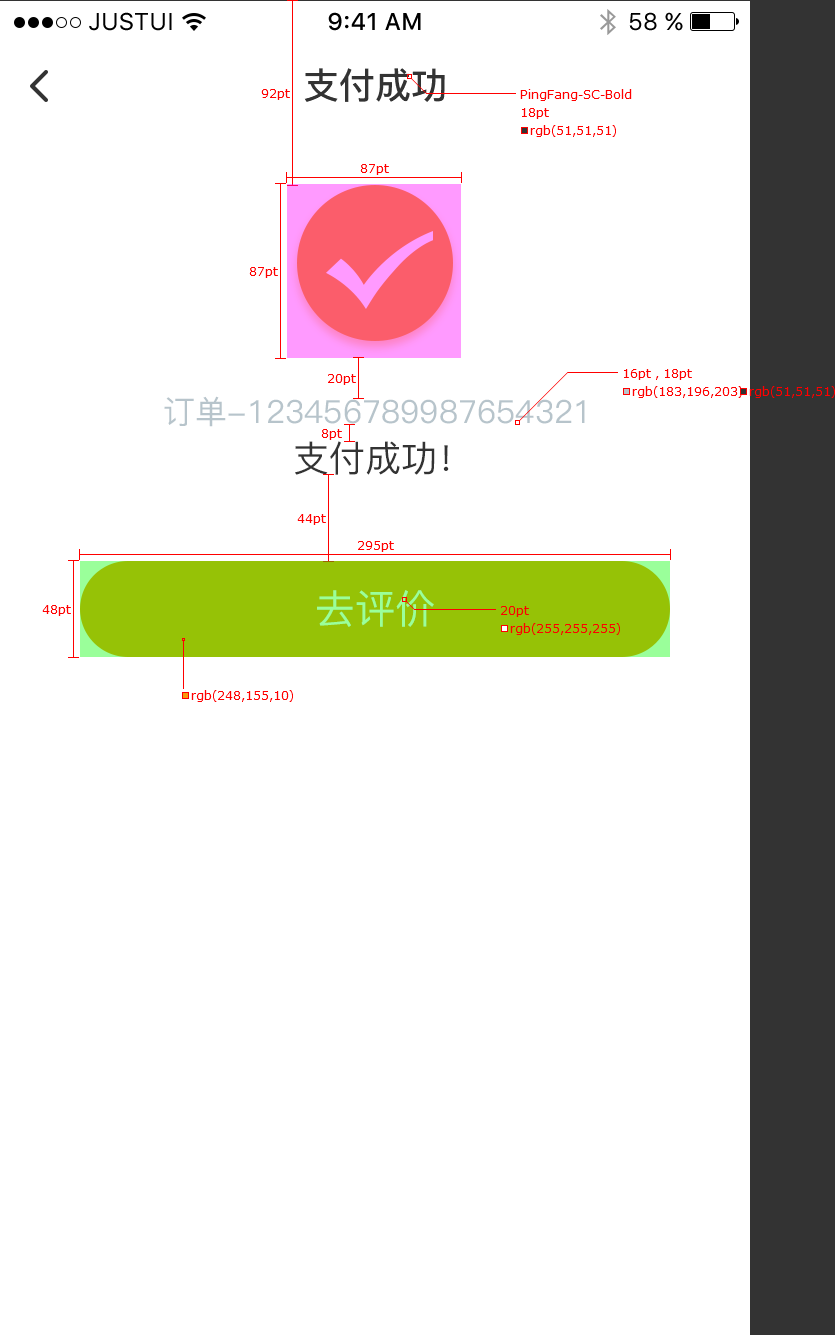 JUSTUI 9:41 AM 58 %
支付成功
92pt
PingFang-SC-Bold
18pt
rgb(51,51,51)
87pt
87pt
20pt
16pt , 18pt
rgb(183,196,203) rgb(51,51,51)
订单-123456789987654321
8pt
支付成功!
44pt
295pt
48pt
去评价
20pt
rgb(255,255,255)
rgb(248,155,10)